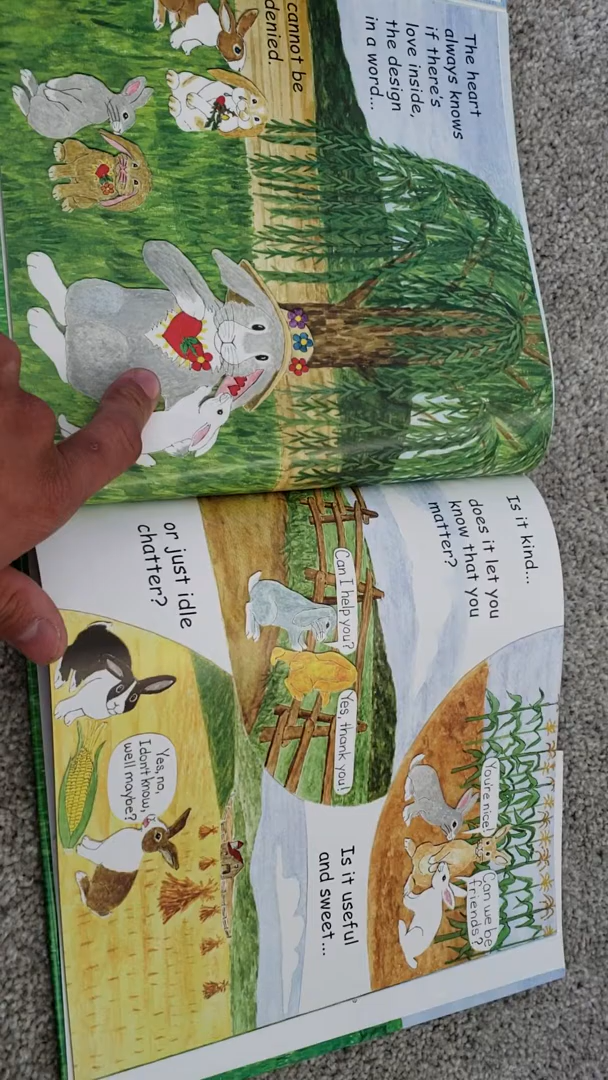 The heart
always knows
if there's
love inside,
the design
in a word...
cannot be
denied.
Is it kind...
does it let you
know that you
matter?
You're nice!
Can we be
friends?
Can I help you?
Yes, thank you!
Is it useful
and sweet...
or just idle
chatter?
Yes, no,
I don't know,
well maybe?